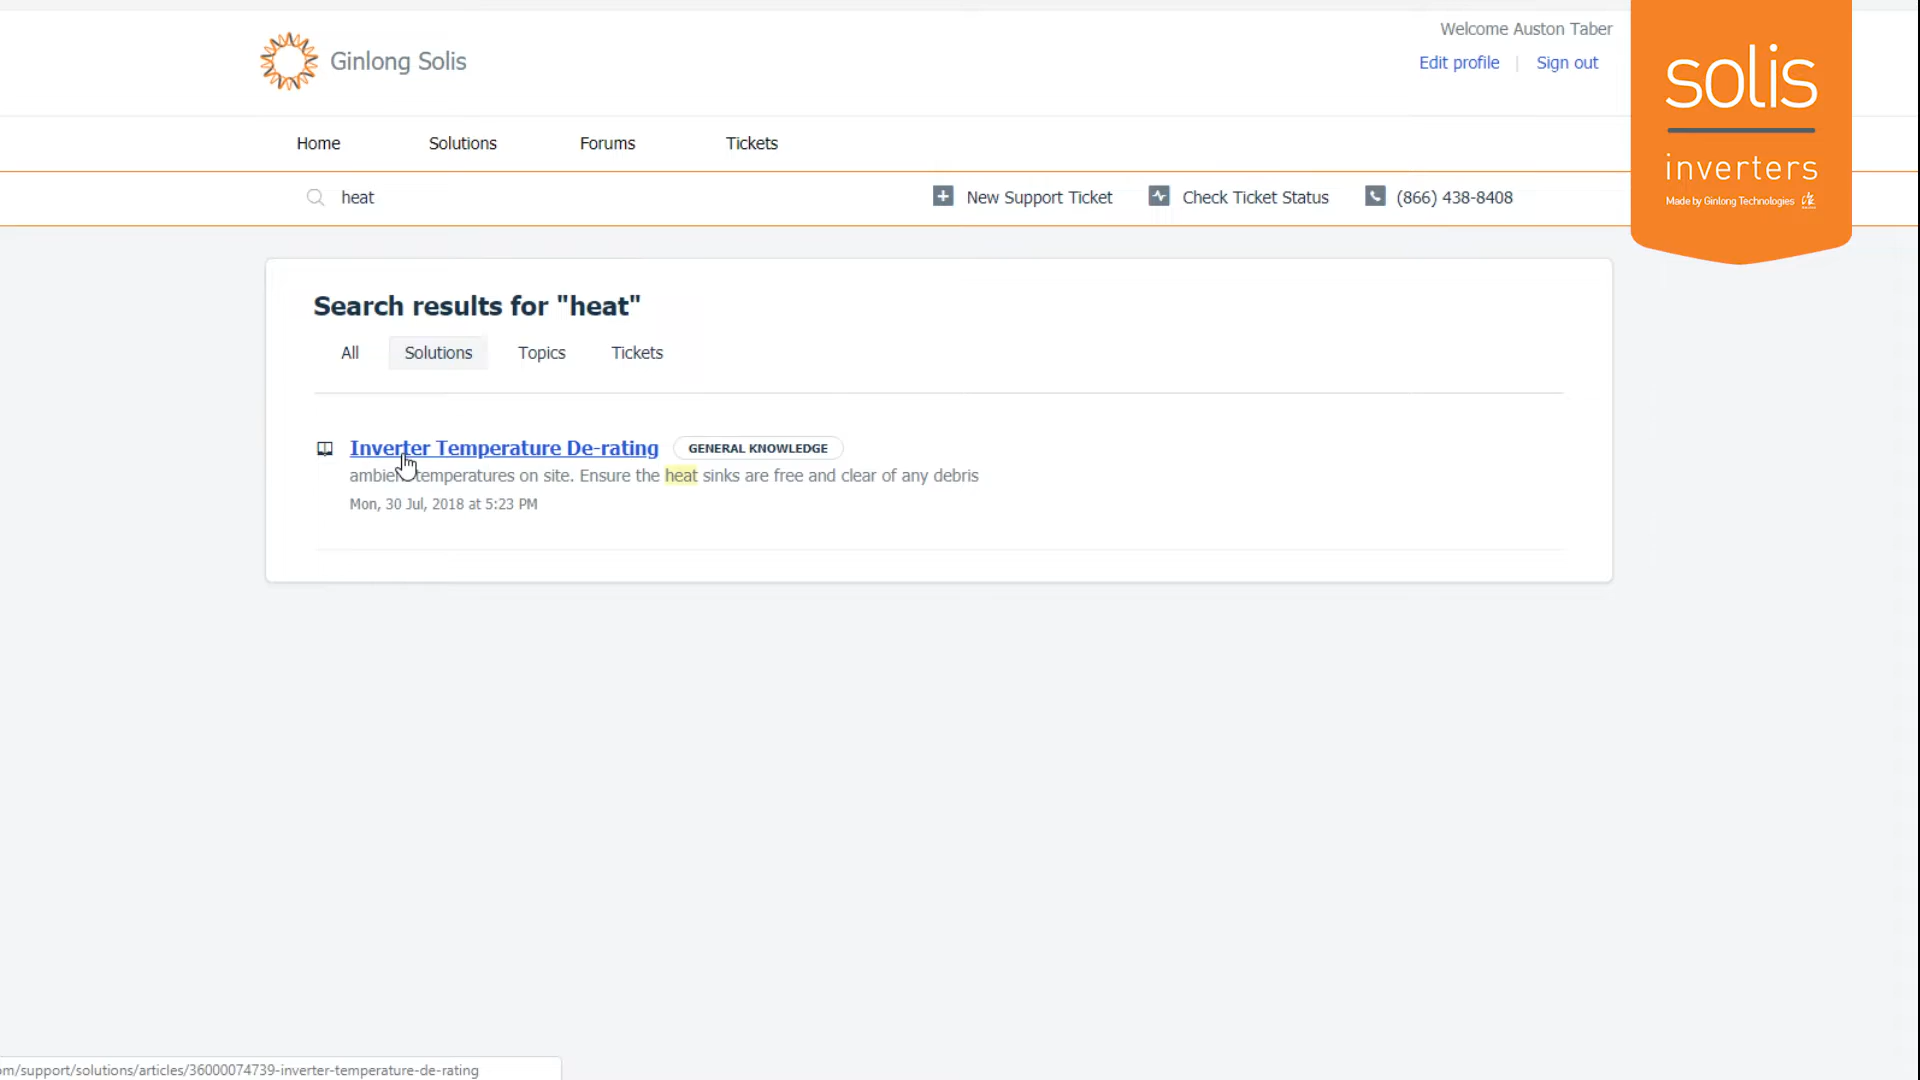 Welcome Auston Taber
Ginlong Solis
Edit profile | Sign out
solis
inverters
Made by Ginlong Technologies
Home Solutions Forums Tickets
heat
New Support Ticket Check Ticket Status (866) 438-8408
Search results for "heat"
All Solutions Topics Tickets
Inverter Temperature De-rating GENERAL KNOWLEDGE
temperatures on site. Ensure the heat sinks are free and clear of any debris
Mon, 30 Jul, 2018 at 5:23 PM
om/support/solutions/articles/36000074739-inverter-temperature-de-rating